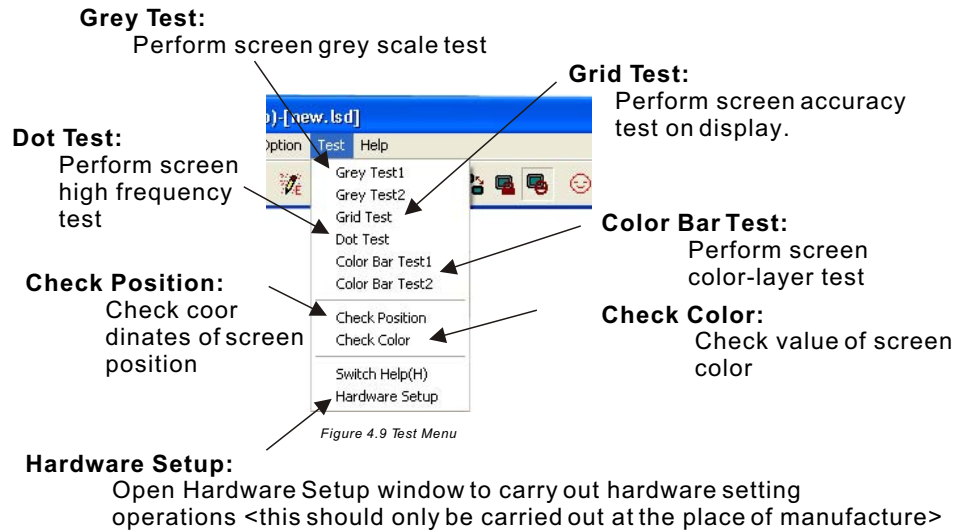 Grey Test:
Perform screen grey scale test
Grid Test:
Perform screen accuracy
test on display.
Dot Test:
Perform screen
high frequency
test
Check Position:
Check coor
dinates of screen
position
o)-[new.lsd]
Option Test Help
Grey Test1
Grey Test2
Grid Test
Dot Test
Color Bar Test1
Color Bar Test2
Check Position
Check Color
Switch Help(H)
Hardware Setup
Color Bar Test:
Perform screen
color-layer test
Check Color:
Check value of screen
color
Figure 4.9 Test Menu
Hardware Setup:
Open Hardware Setup window to carry out hardware setting
operations <this should only be carried out at the place of manufacture>